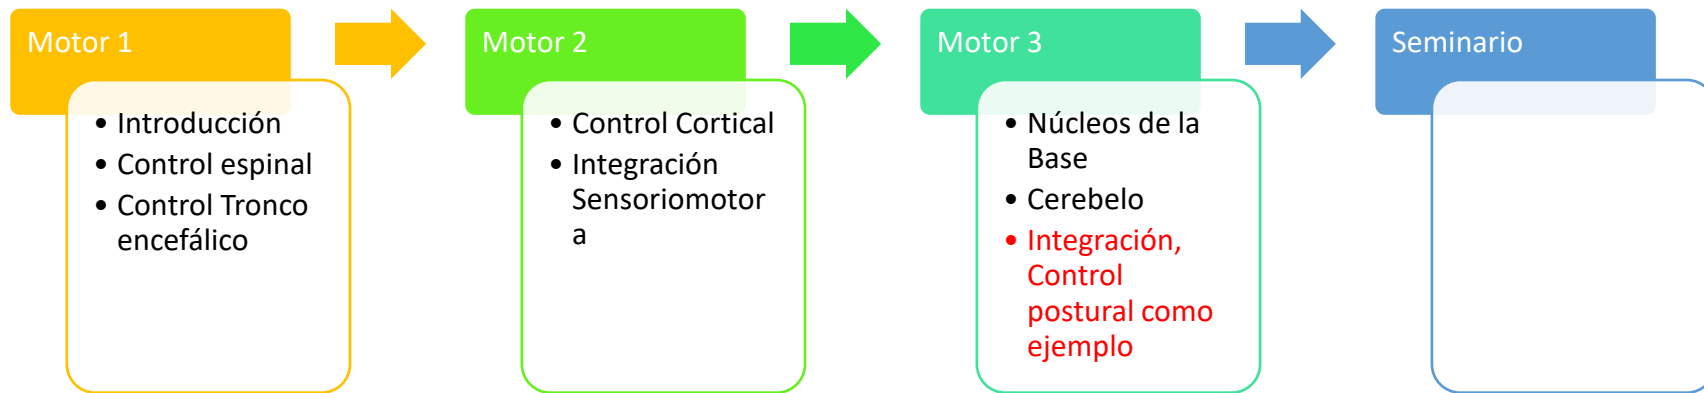 Motor 1
• Introducción
• Control espinal
• Control Tronco
encefálico
Motor 2
• Control Cortical
• Integración
Sensoriomotor
a
Motor 3
• Núcleos de la
Base
• Cerebelo
• Integración,
Control
postural como
ejemplo
Seminario